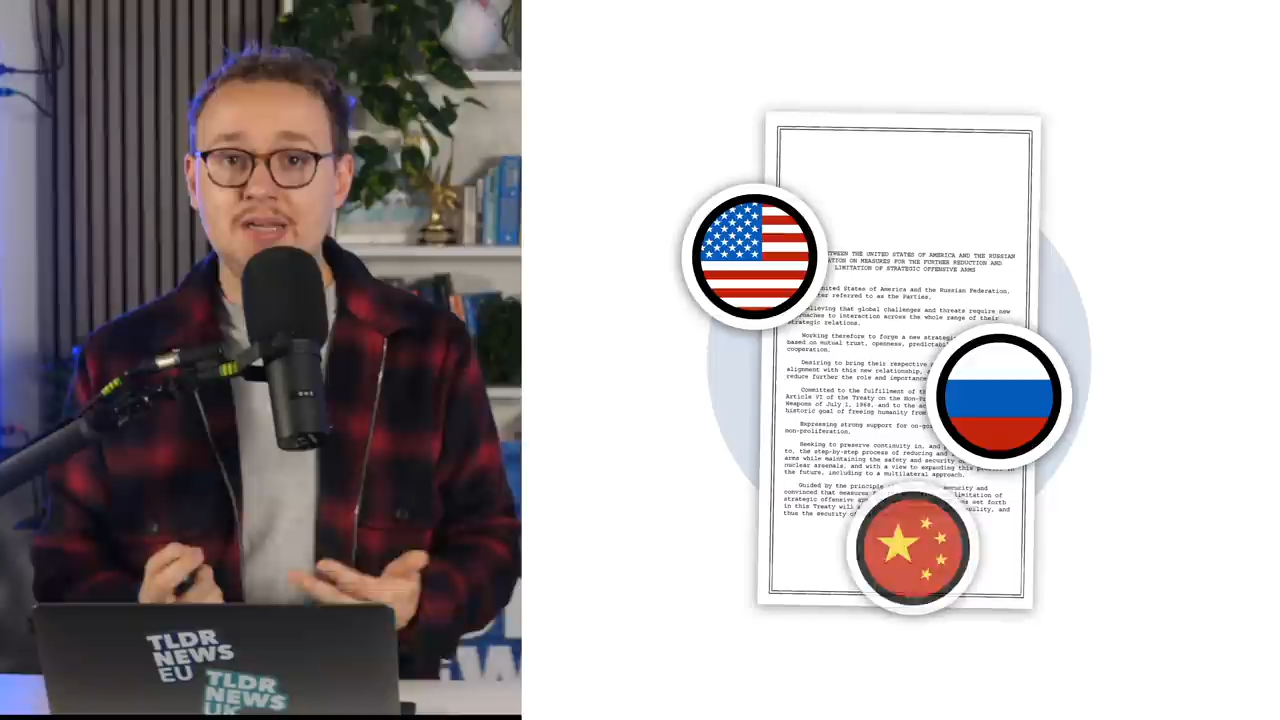 TLDR
NEWS
EU
TLDR
NEWS
UK
TWEEN THE UNITED STATES OF AMERICA AND THE RUSSIAN
ATION ON MEASURES FOR THE FURTHER REDUCTION AND
LIMITATION OF STRATEGIC OFFENSIVE ARMS
nited States of America and the Russian Federation,
ter referred to as the Parties,
elieving that global challenges and threats require new
oaches to interaction across the whole range of their
strategic relations,
Working therefore to forge a new strategic
based on mutual trust, openness, predictab
cooperation,
Desiring to bring their respective
alignment with this new relationship,
reduce further the role and importance
Committed to the fulfillment of
Article VI of the Treaty on the Non-P
Weapons of July 1, 1968, and to the
historic goal of freeing humanity from
Expressing strong support for on-go
non-proliferation,
Seeking to preserve continuity in, and
to, the step-by-step process of reducing and
arms while maintaining the safety and security
nuclear arsenals, and with a view to expanding this
the future, including to a multilateral approach,
Guided by the principle security and
convinced that measures limitation of
strategic offensive set forth
in this Treaty will
thus the security of